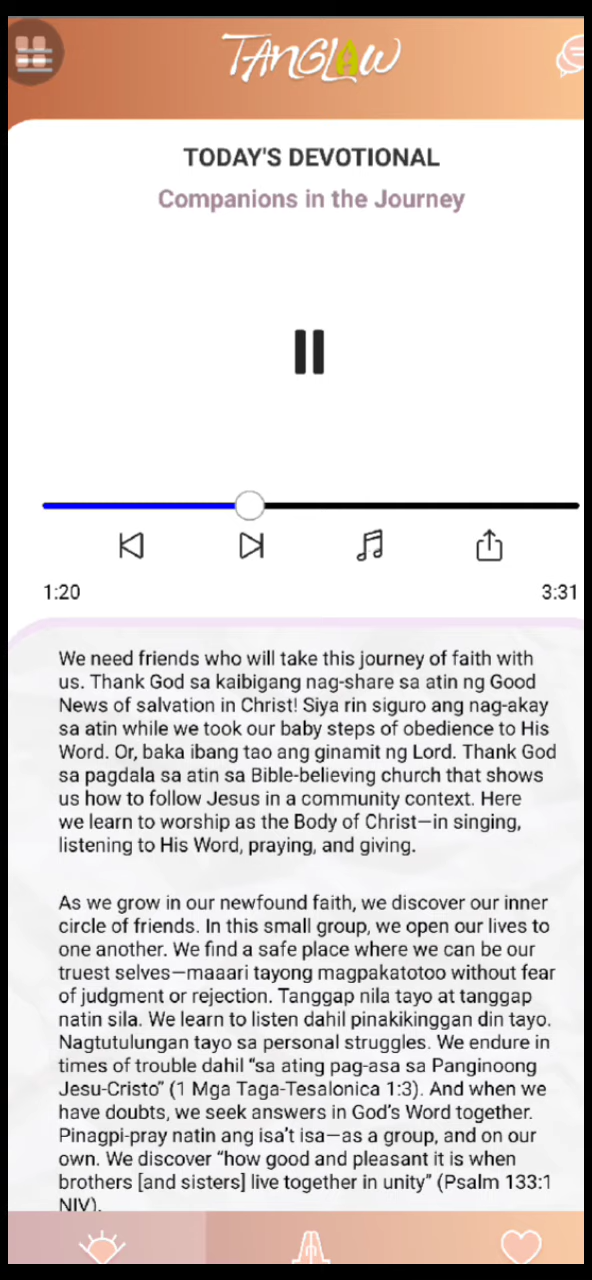 TANGLAW
TODAY'S DEVOTIONAL
Companions in the Journey
1:20
3:31
We need friends who will take this journey of faith with
us. Thank God sa kaibigang nag-share sa atin ng Good
News of salvation in Christ! Siya rin siguro ang nag-akay
sa atin while we took our baby steps of obedience to His
Word. Or, baka ibang tao ang ginamit ng Lord. Thank God
sa pagdala sa atin sa Bible-believing church that shows
us how to follow Jesus in a community context. Here
we learn to worship as the Body of Christ—in singing,
listening to His Word, praying, and giving.
As we grow in our newfound faith, we discover our inner
circle of friends. In this small group, we open our lives to
one another. We find a safe place where we can be our
truest selves—maaari tayong magpakatotoo without fear
of judgment or rejection. Tanggap nila tayo at tanggap
natin sila. We learn to listen dahil pinakikinggan din tayo.
Nagtutulungan tayo sa personal struggles. We endure in
times of trouble dahil “sa ating pag-asa sa Panginoong
Jesu-Cristo” (1 Mga Taga-Tesalonica 1:3). And when we
have doubts, we seek answers in God’s Word together.
Pinagpi-pray natin ang isa’t isa—as a group, and on our
own. We discover “how good and pleasant it is when
brothers [and sisters] live together in unity” (Psalm 133:1
NIV).